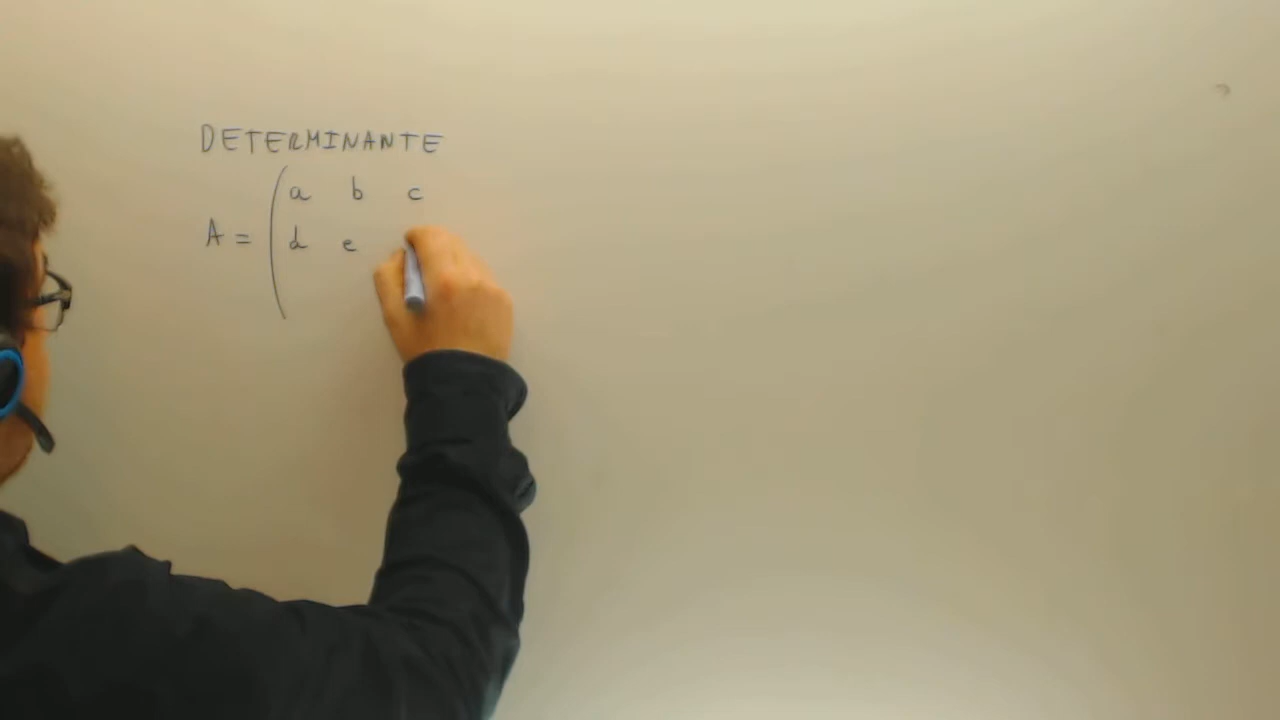 DETERMINANTE
a b c
A = ( d e